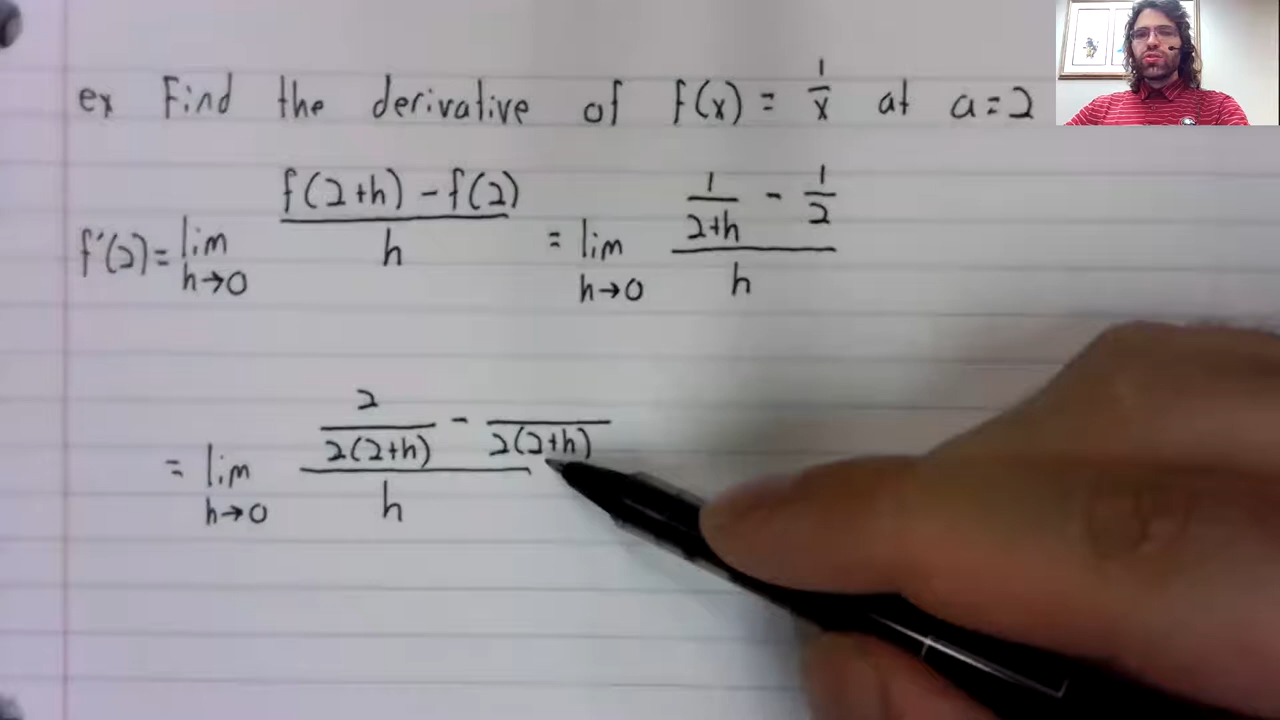 ex Find the derivative of f(x) = 1/x at a=2
f'(2) = lim h→0 (f(2+h) - f(2))/h = lim h→0 (1/(2+h) - 1/2)/h
= lim h→0 (2/(2(2+h)) - /(2(2+h)))/h